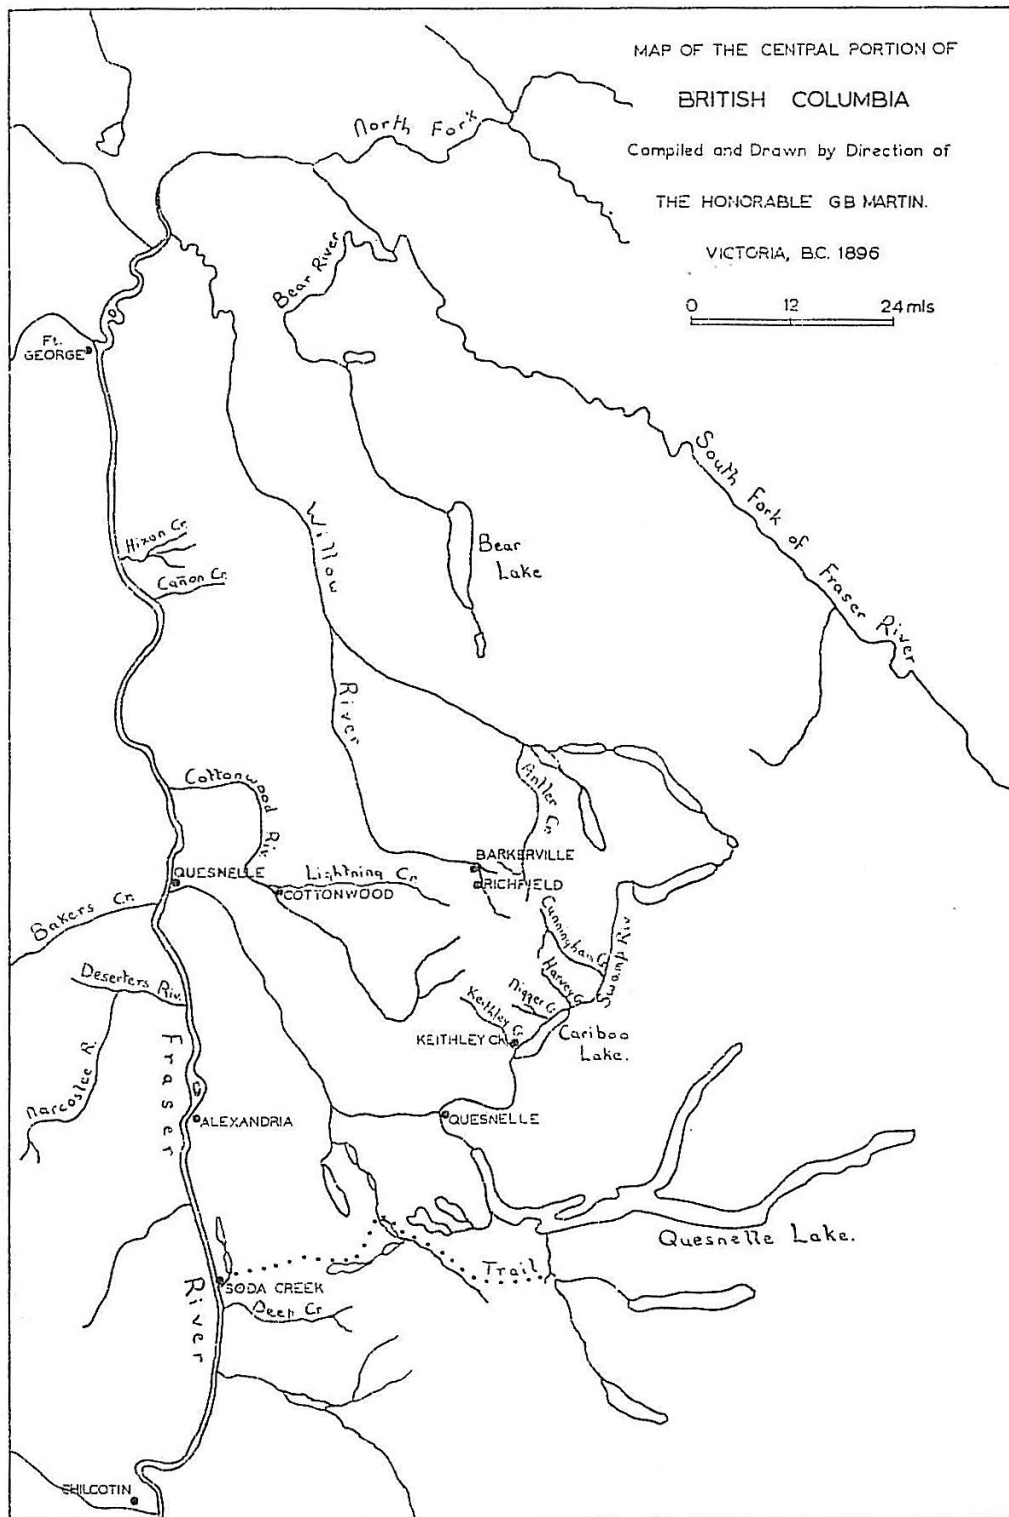 MAP OF THE CENTRAL PORTION OF
BRITISH COLUMBIA
Compiled and Drawn by Direction of
THE HONORABLE GB MARTIN.
VICTORIA, B.C. 1896
0 12 24 mls
North Fork
Bear River
Ft.
GEORGE
South Fork of Fraser River
Willow
River
Hixon Cr.
Cañon Cr.
Bear
Lake
Cottonwood Riv.
Antler Cr.
BARKERVILLE
QUESNELLE
Lightning Cr.
RICHFIELD
COTTONWOOD
Bakers Cr.
Cunningham Cr.
Swamp Riv
Deserters Riv.
Harvey C.
Nigger C.
Keithley C.
KEITHLEY CK
Cariboo
Lake.
Narcoslee R.
Fraser
River
ALEXANDRIA
QUESNELLE
Quesnelle Lake.
Trail
SODA CREEK
Deep Cr
CHILCOTIN